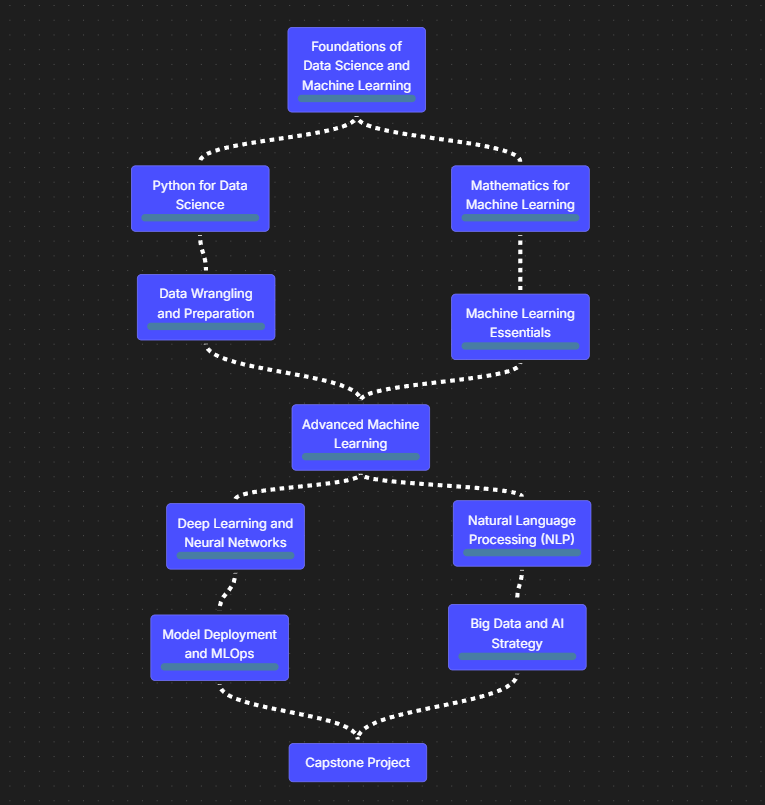 Foundations of
Data Science and
Machine Learning
Python for Data
Science
Mathematics for
Machine Learning
Data Wrangling
and Preparation
Machine Learning
Essentials
Advanced Machine
Learning
Deep Learning and
Neural Networks
Natural Language
Processing (NLP)
Model Deployment
and MLOps
Big Data and AI
Strategy
Capstone Project